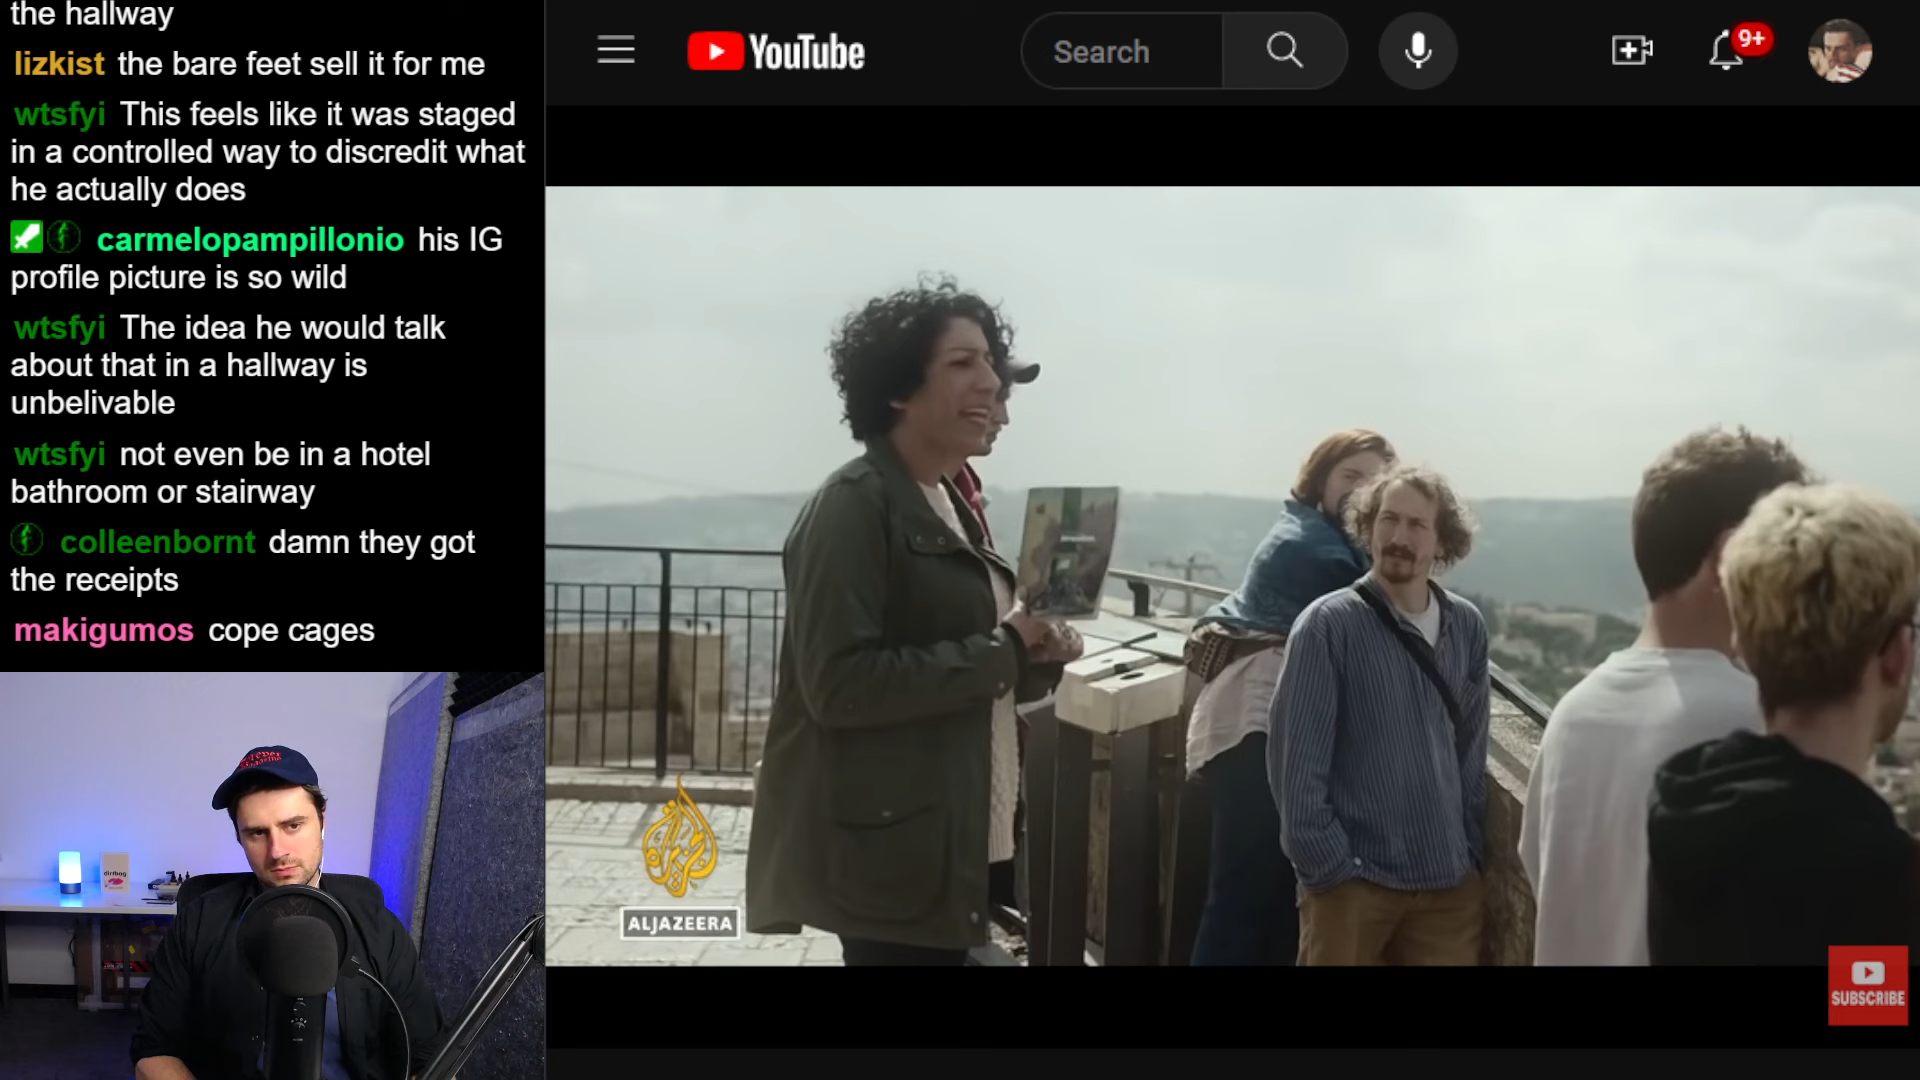 the hallway
lizkist the bare feet sell it for me
wtsfyi This feels like it was staged
in a controlled way to discredit what
he actually does
carmelopampillonio his IG
profile picture is so wild
wtsfyi The idea he would talk
about that in a hallway is
unbelivable
wtsfyi not even be in a hotel
bathroom or stairway
colleenbornt damn they got
the receipts
makigumos cope cages
YouTube
Search
9+
الجزيرة
ALJAZEERA
SUBSCRIBE
dirtbag